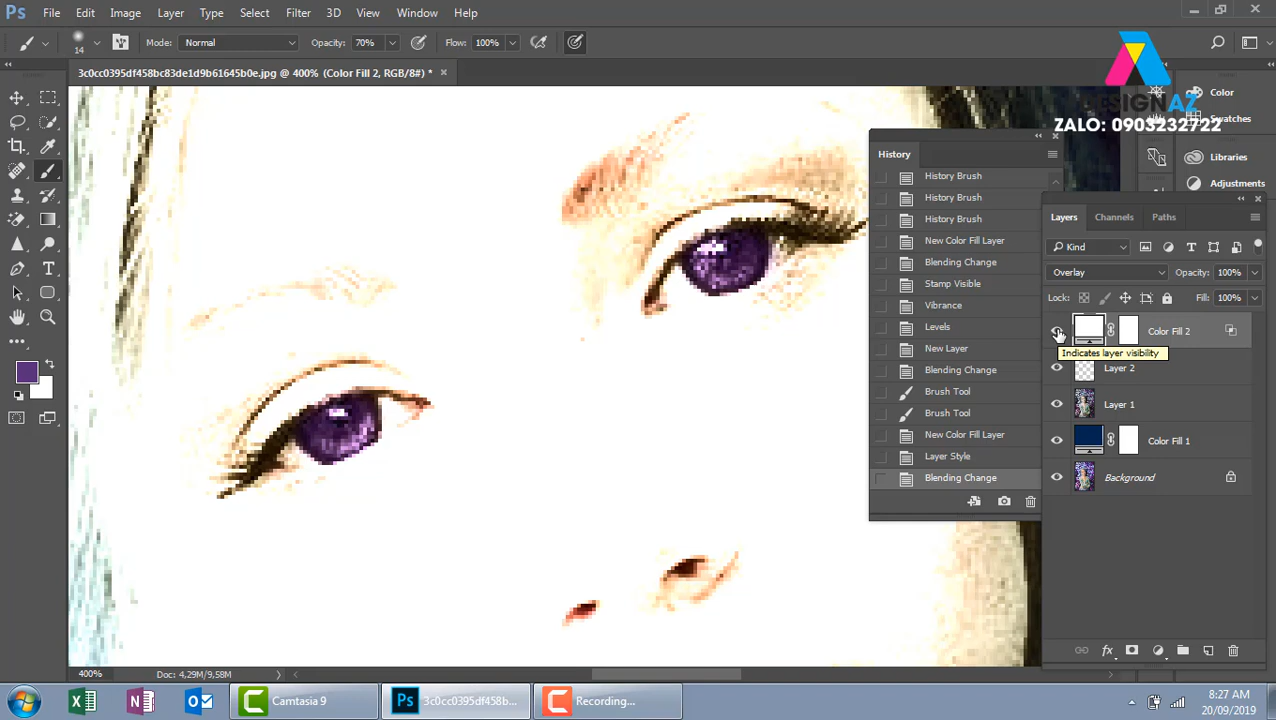 Ps File Edit Image Layer Type Select Filter 3D View Window Help
14 Mode: Normal Opacity: 70% Flow: 100%
3c0cc0395df458bc83de1d9b61645b0e.jpg @ 400% (Color Fill 2, RGB/8#) * ×
DESIGNAZ
ZALO: 0903232722
Color
Swatches
Libraries
Adjustments
History
History Brush
History Brush
History Brush
New Color Fill Layer
Blending Change
Stamp Visible
Vibrance
Levels
New Layer
Blending Change
Brush Tool
Brush Tool
New Color Fill Layer
Layer Style
Blending Change
Layers Channels Paths
Kind
Overlay Opacity: 100%
Lock: Fill: 100%
Color Fill 2
Indicates layer visibility
Layer 2
Layer 1
Color Fill 1
Background
400% Doc: 4,29M/9,58M
Camtasia 9
Ps 3c0cc0395df458b...
Recording...
8:27 AM
20/09/2019